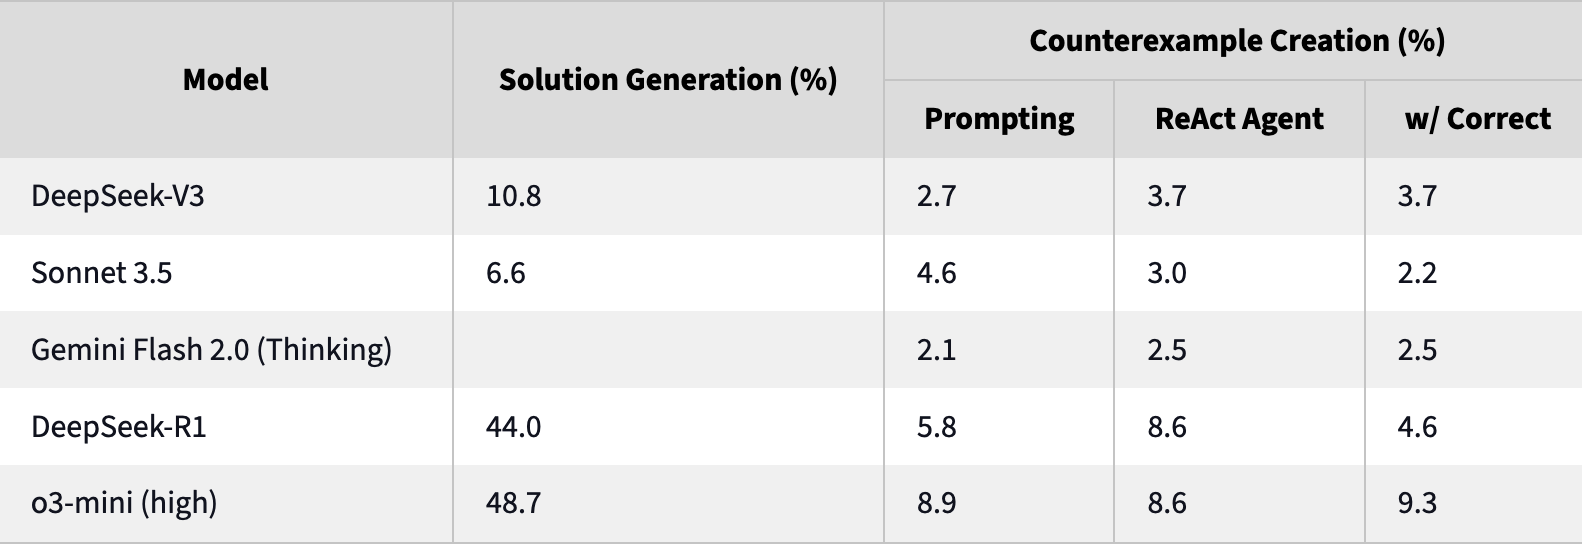 Model Solution Generation (%) Counterexample Creation (%)
Prompting ReAct Agent w/ Correct
DeepSeek-V3 10.8 2.7 3.7 3.7
Sonnet 3.5 6.6 4.6 3.0 2.2
Gemini Flash 2.0 (Thinking) 2.1 2.5 2.5
DeepSeek-R1 44.0 5.8 8.6 4.6
o3-mini (high) 48.7 8.9 8.6 9.3